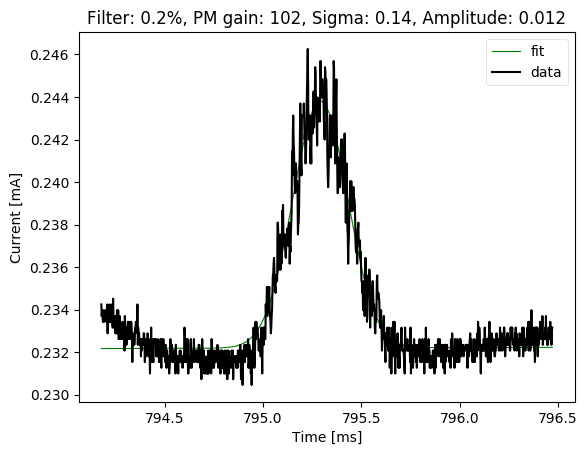 Filter: 0.2%, PM gain: 102, Sigma: 0.14, Amplitude: 0.012
fit
data
0.246
0.244
0.242
0.240
0.238
0.236
0.234
0.232
0.230
Current [mA]
794.5
795.0
795.5
796.0
796.5
Time [ms]